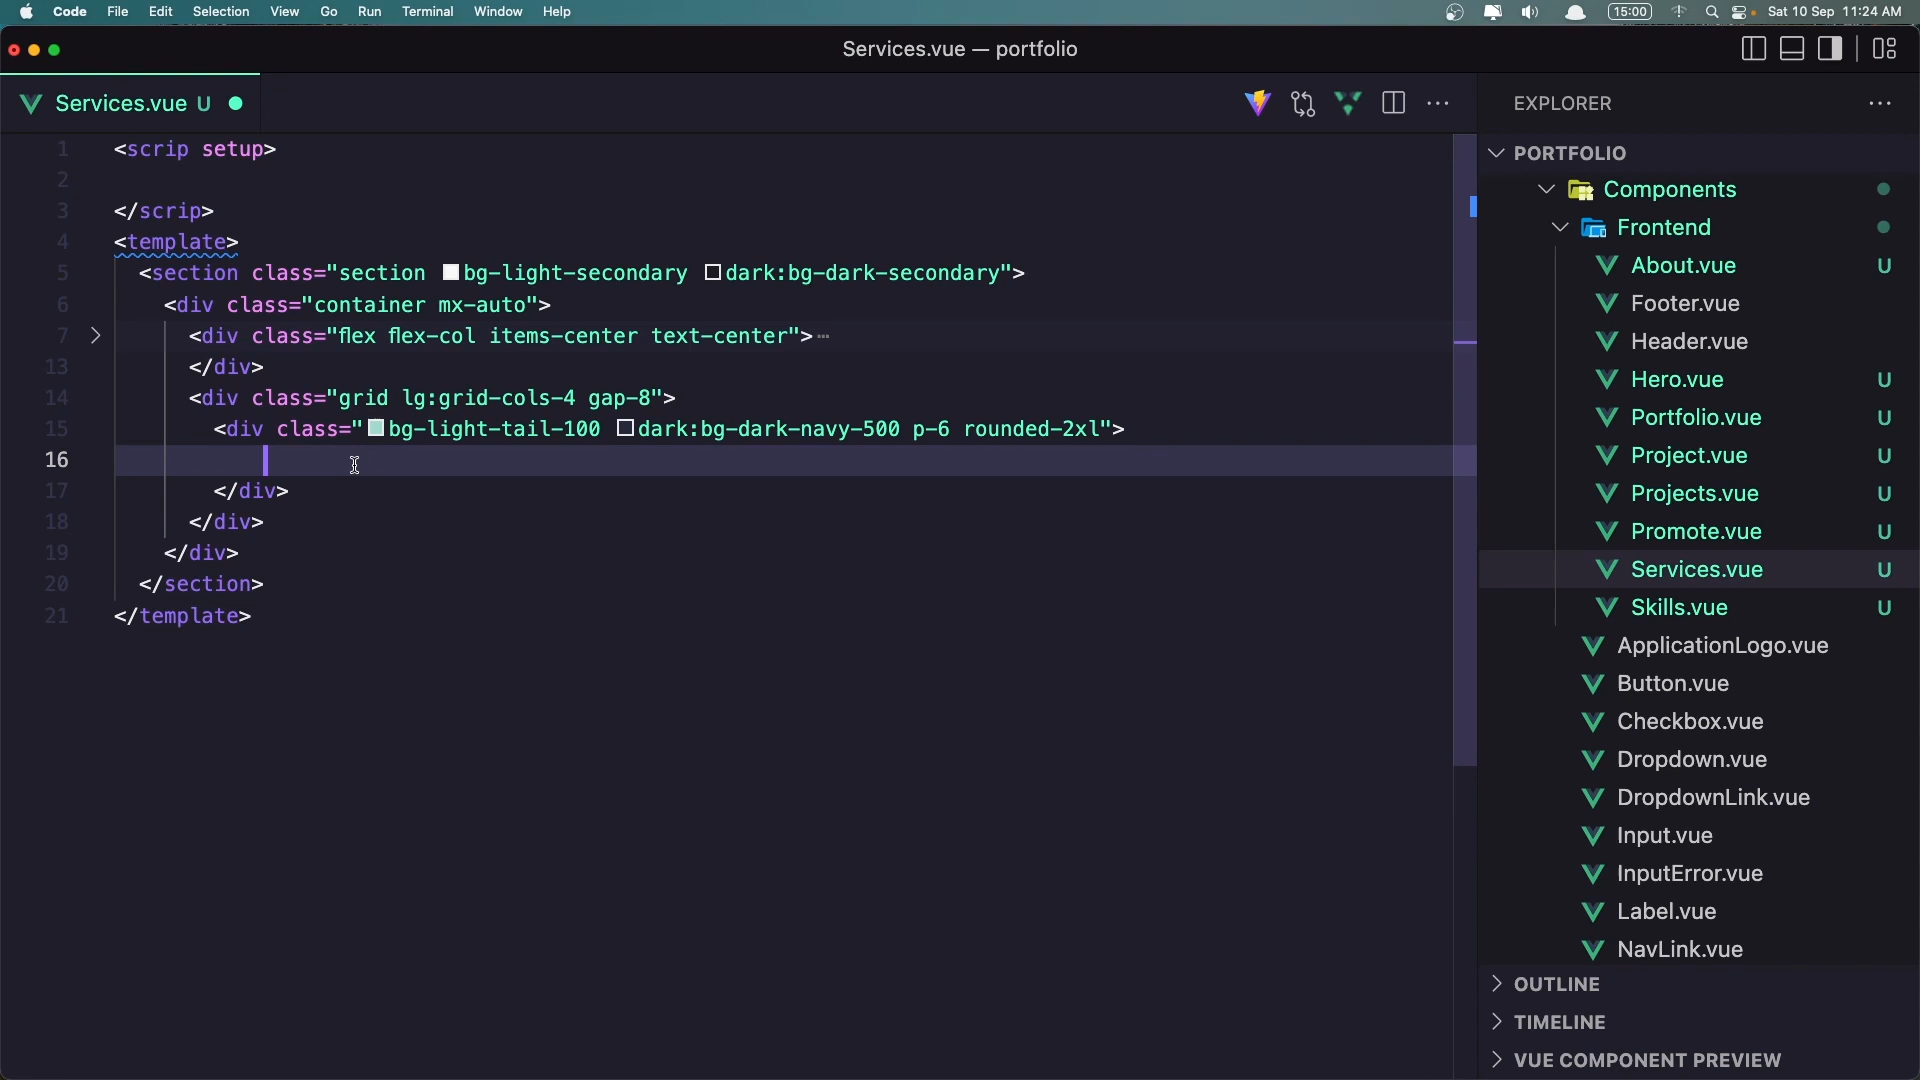 Code File Edit Selection View Go Run Terminal Window Help 15:00 Sat 10 Sep 11:24 AM
Services.vue — portfolio
Services.vue U
1 <scrip setup>
2
3 </scrip>
4 <template>
5 <section class="section bg-light-secondary dark:bg-dark-secondary">
6 <div class="container mx-auto">
7 <div class="flex flex-col items-center text-center">…
13 </div>
14 <div class="grid lg:grid-cols-4 gap-8">
15 <div class="bg-light-tail-100 dark:bg-dark-navy-500 p-6 rounded-2xl">
16
17 </div>
18 </div>
19 </div>
20 </section>
21 </template>
EXPLORER
PORTFOLIO
Components
Frontend
About.vue U
Footer.vue
Header.vue
Hero.vue U
Portfolio.vue U
Project.vue U
Projects.vue U
Promote.vue U
Services.vue U
Skills.vue U
ApplicationLogo.vue
Button.vue
Checkbox.vue
Dropdown.vue
DropdownLink.vue
Input.vue
InputError.vue
Label.vue
NavLink.vue
OUTLINE
TIMELINE
VUE COMPONENT PREVIEW